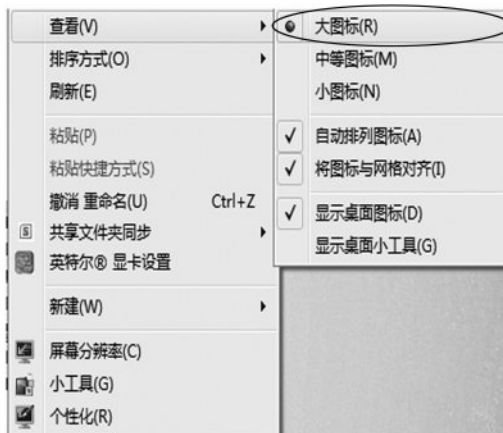 查看(V)
排序方式(O)
刷新(E)
粘贴(P)
粘贴快捷方式(S)
撤消 重命名(U) Ctrl+Z
共享文件夹同步
英特尔® 显卡设置
新建(W)
屏幕分辨率(C)
小工具(G)
个性化(R)
大图标(R)
中等图标(M)
小图标(N)
自动排列图标(A)
将图标与网格对齐(I)
显示桌面图标(D)
显示桌面小工具(G)